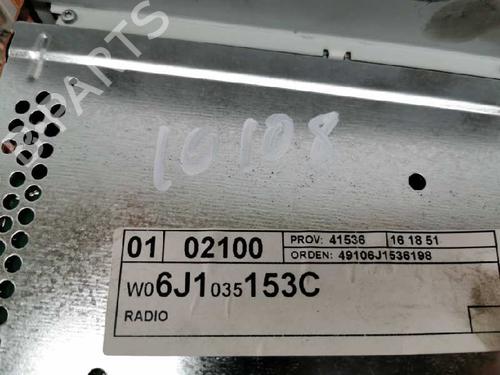 B-PARTS
10108
01 02100 PROV: 41536 16 18 51
ORDEN: 49106J1536198
W06J1035153C
RADIO